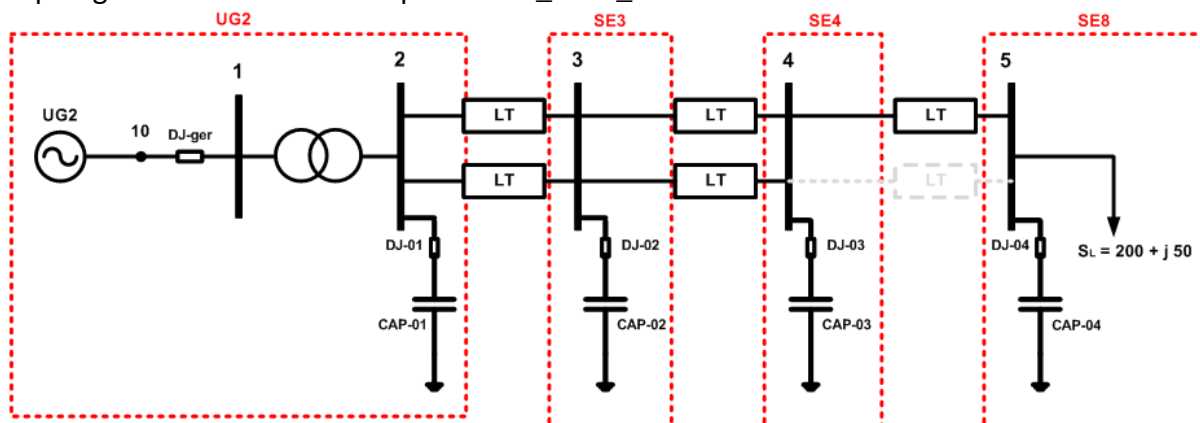 UG2
SE3
SE4
SE8
1
2
3
4
5
UG2
10
DJ-ger
LT
LT
LT
LT
LT
LT
DJ-01
DJ-02
DJ-03
DJ-04
SL = 200 + j 50
CAP-01
CAP-02
CAP-03
CAP-04